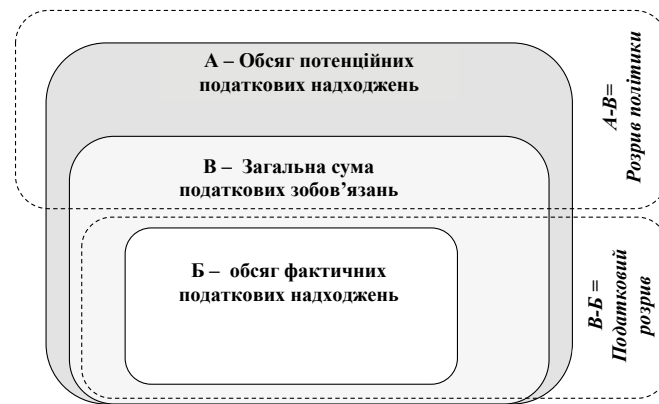 А – Обсяг потенційних
податкових надходжень
В –  Загальна сума
податкових зобов’язань
Б –  обсяг фактичних
податкових надходжень
А-В=
Розрив політики
В-Б =
Податковий
розрив